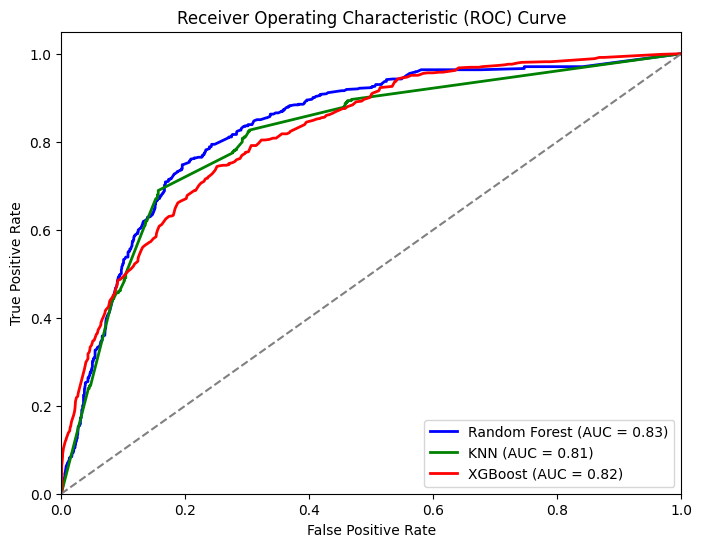 Receiver Operating Characteristic (ROC) Curve
True Positive Rate
1.0
0.8
0.6
0.4
0.2
0.0
0.0 0.2 0.4 0.6 0.8 1.0
False Positive Rate
Random Forest (AUC = 0.83)
KNN (AUC = 0.81)
XGBoost (AUC = 0.82)